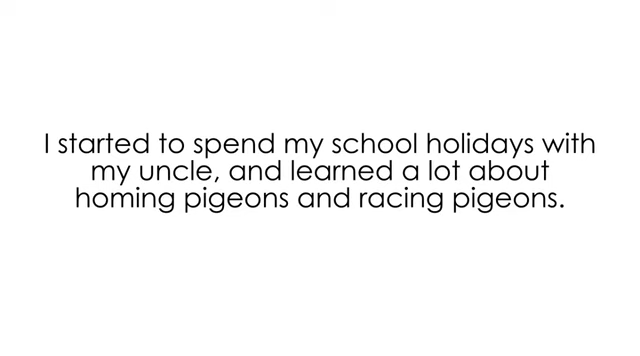 I started to spend my school holidays with
my uncle, and learned a lot about
homing pigeons and racing pigeons.